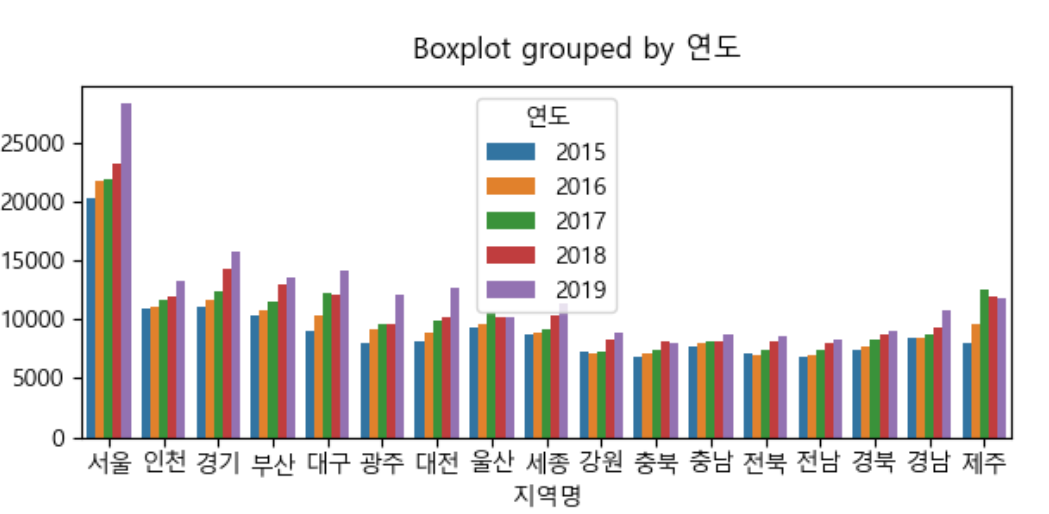 Boxplot grouped by 연도
연도
2015
2016
2017
2018
2019
25000
20000
15000
10000
5000
0
서울 인천 경기 부산 대구 광주 대전 울산 세종 강원 충북 충남 전북 전남 경북 경남 제주
지역명